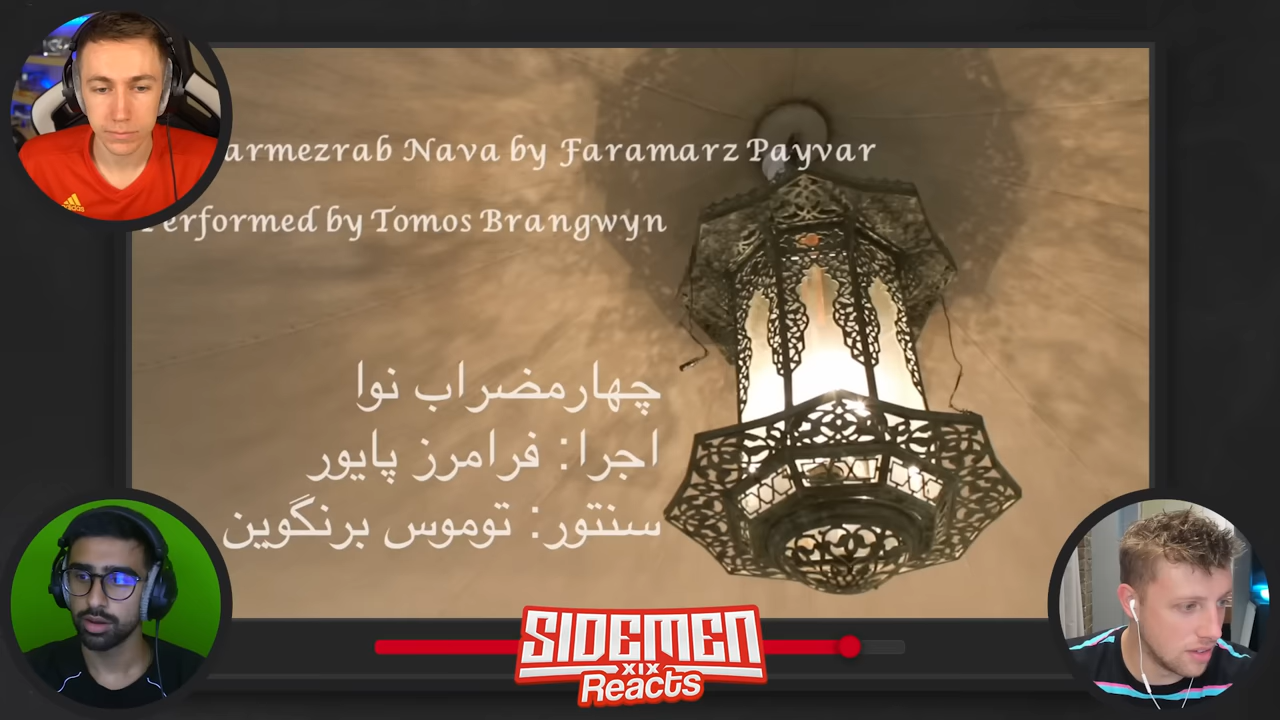 armezrab Nava by Faramarz Payvar
erformed by Tomos Brangwyn
چهارمضراب نوا
اجرا: فرامرز پایور
سنتور: توموس برنگوین
SIDEMEN
XIX
Reacts
adidas